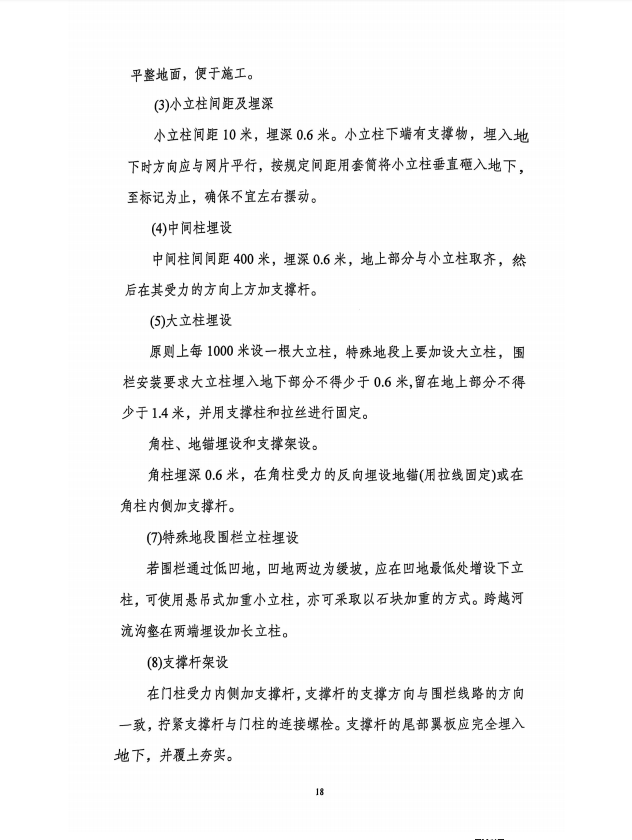 平整地面，便于施工。
(3)小立柱间距及埋深
小立柱间距 10 米，埋深 0.6 米。小立柱下端有支撑物，埋入地
下时方向应与网片平行，按规定间距用套筒将小立柱垂直砸入地下，
至标记为止，确保不宜左右摆动。
(4)中间柱埋设
中间柱间间距 400 米，埋深 0.6 米，地上部分与小立柱取齐，然
后在其受力的方向上方加支撑杆。
(5)大立柱埋设
原则上每 1000 米设一根大立柱，特殊地段上要加设大立柱，围
栏安装要求大立柱埋入地下部分不得少于 0.6 米,留在地上部分不得
少于 1.4 米，并用支撑柱和拉丝进行固定。
角柱、地锚埋设和支撑架设。
角柱埋深 0.6 米，在角柱受力的反向埋设地锚(用拉线固定)或在
角柱内侧加支撑杆。
(7)特殊地段围栏立柱埋设
若围栏通过低凹地，凹地两边为缓坡，应在凹地最低处增设下立
柱，可使用悬吊式加重小立柱，亦可采取以石块加重的方式。跨越河
流沟壑在两端埋设加长立柱。
(8)支撑杆架设
在门柱受力内侧加支撑杆，支撑杆的支撑方向与围栏线路的方向
一致，拧紧支撑杆与门柱的连接螺栓。支撑杆的尾部翼板应完全埋入
地下，并覆土夯实。
18